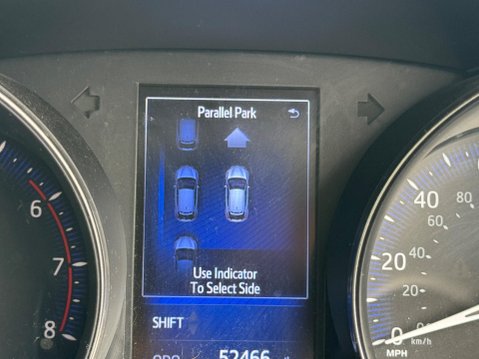 Parallel Park
Use Indicator
To Select Side
SHIFT
ODO 52466
6
7
8
40
60
80
20
40
0
km/h
MPH